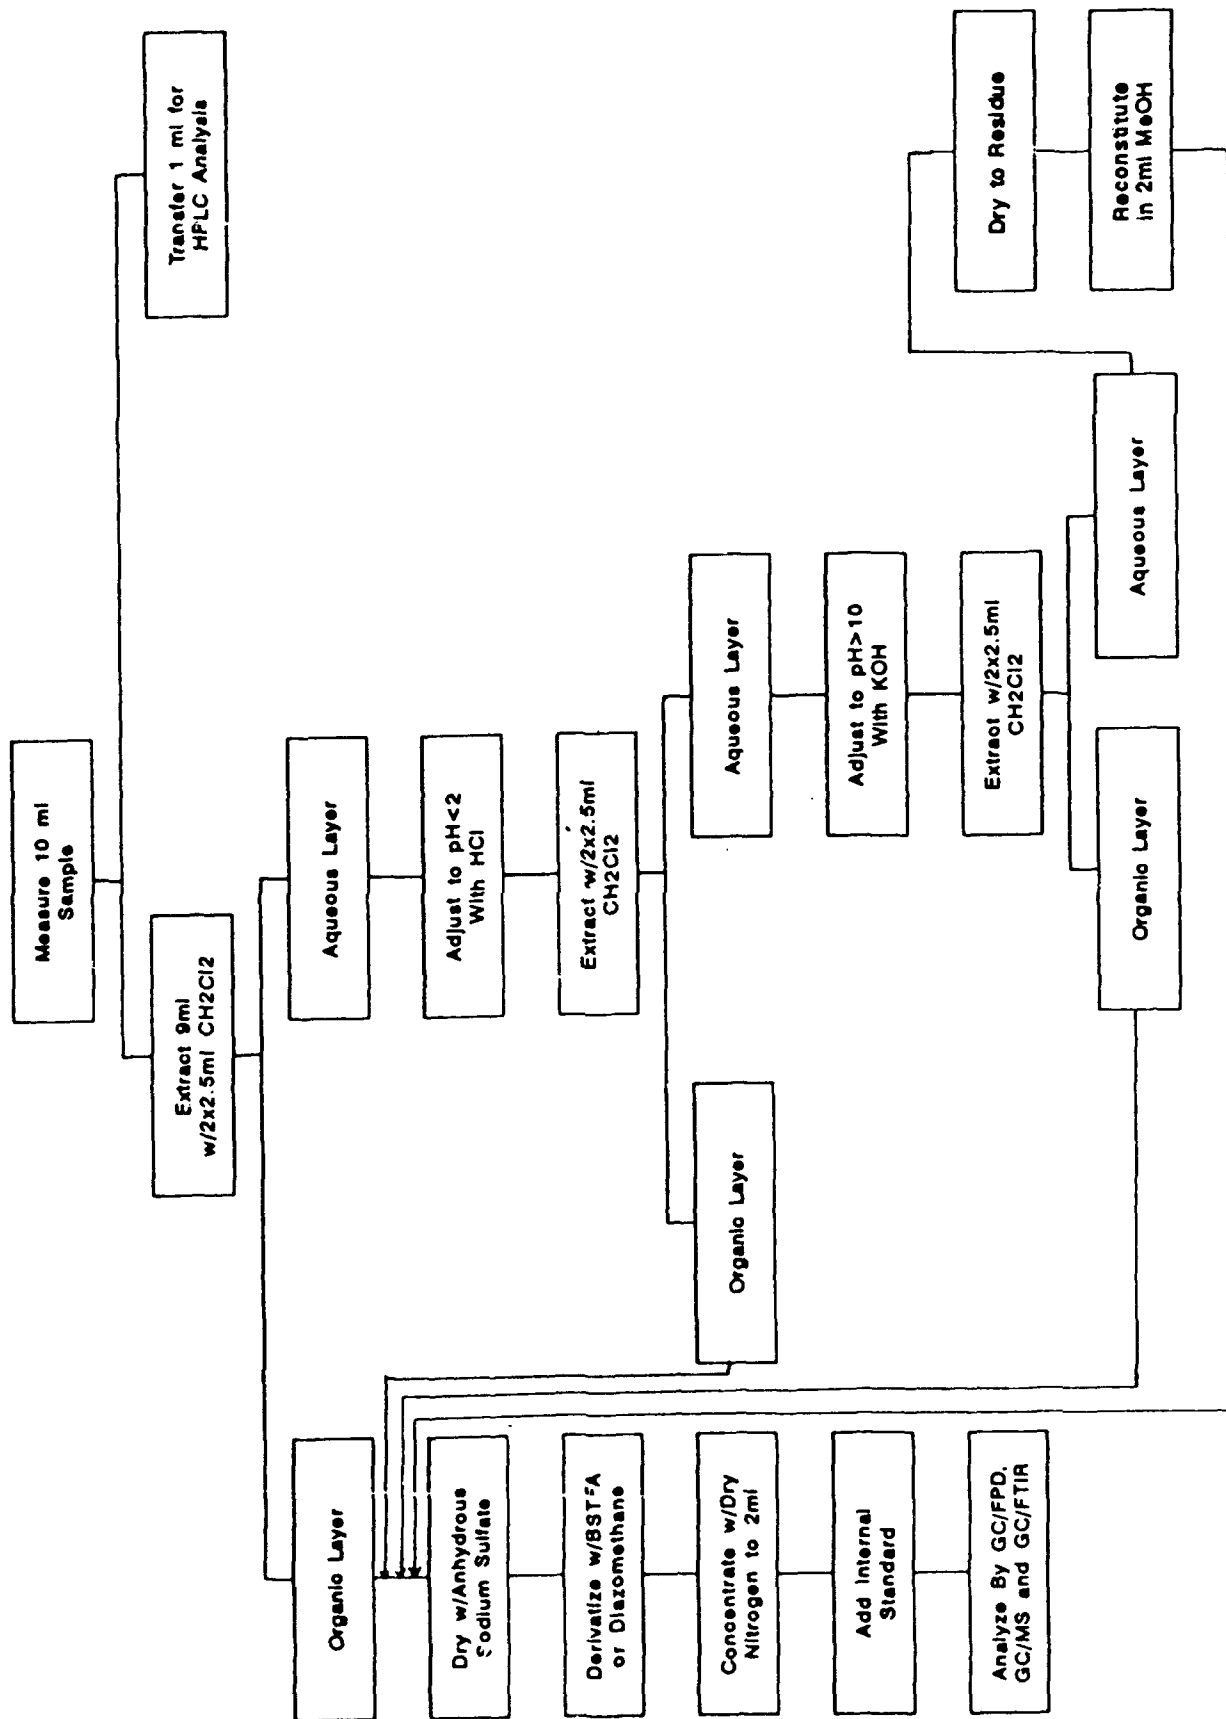 Measure 10 ml
Sample
Transfer 1 ml for
HPLC Analysis
Extract 9ml
w/2x2.5ml CH2Cl2
Organic Layer
Aqueous Layer
Adjust to pH<2
With HCl
Extract w/2x2.5ml
CH2Cl2
Organic Layer
Aqueous Layer
Adjust to pH>10
With KOH
Extract w/2x2.5ml
CH2Cl2
Organic Layer
Aqueous Layer
Dry to Residue
Reconstitute
in 2ml MeOH
Dry w/Anhydrous
Sodium Sulfate
Derivatize w/BSTFA
or Diazomethane
Concentrate w/Dry
Nitrogen to 2ml
Add Internal
Standard
Analyze By GC/FPD,
GC/MS and GC/FTIR